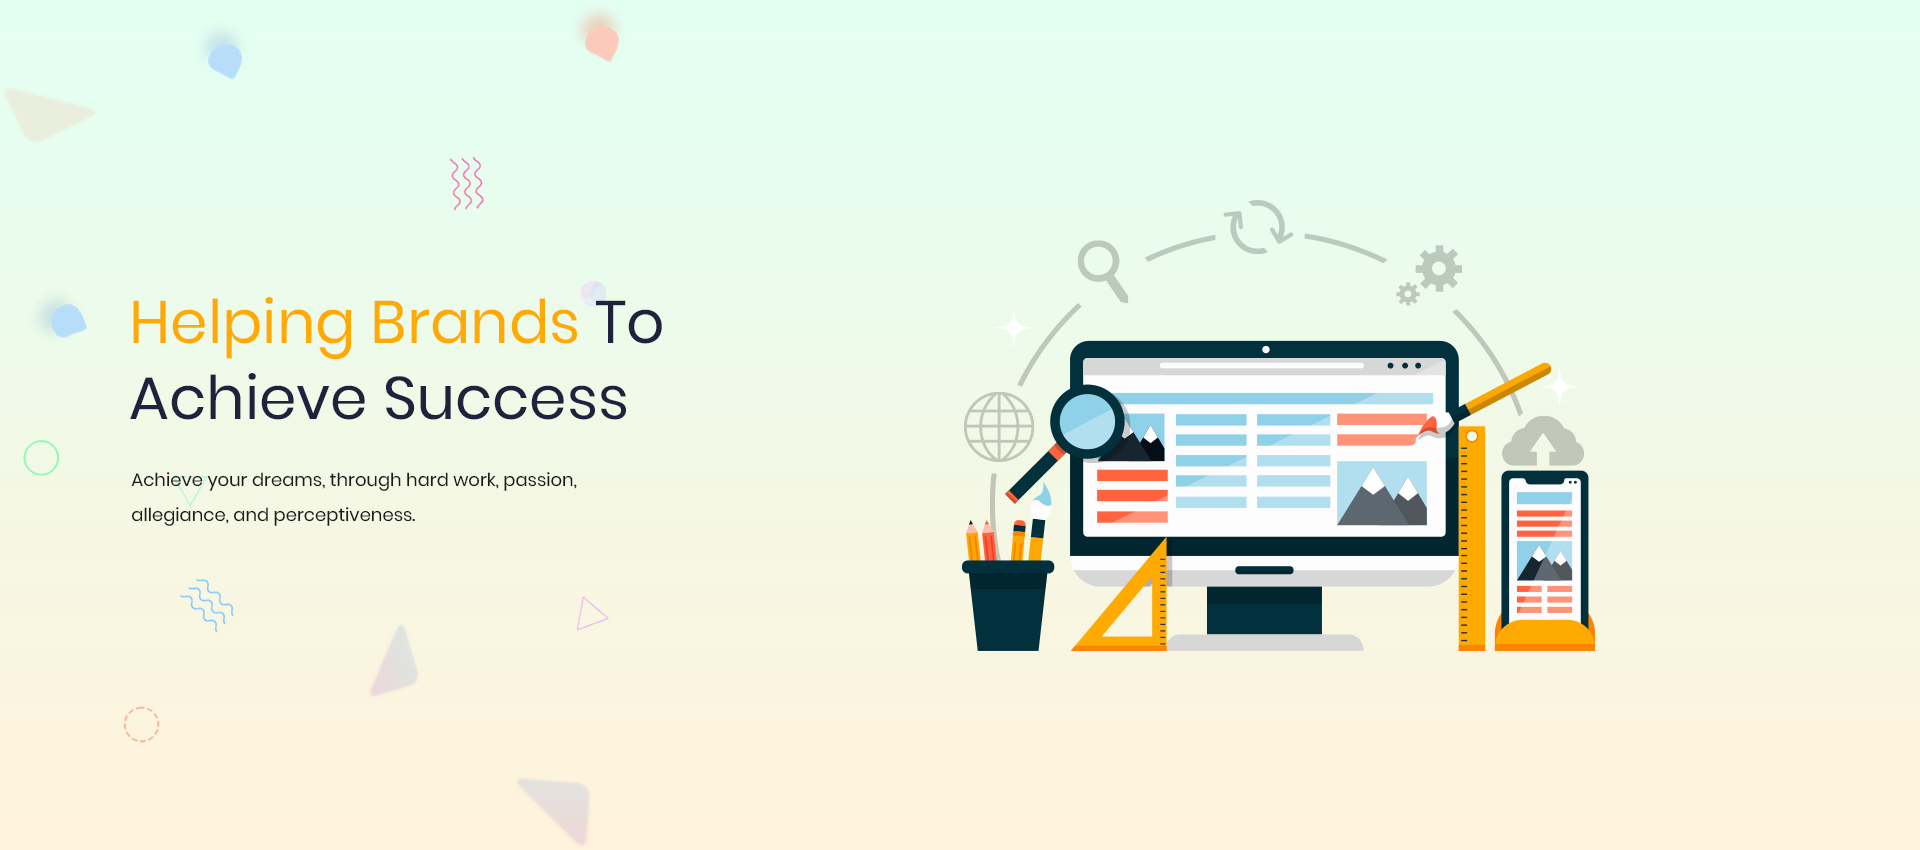 Helping Brands To
Achieve Success
Achieve your dreams, through hard work, passion,
allegiance, and perceptiveness.